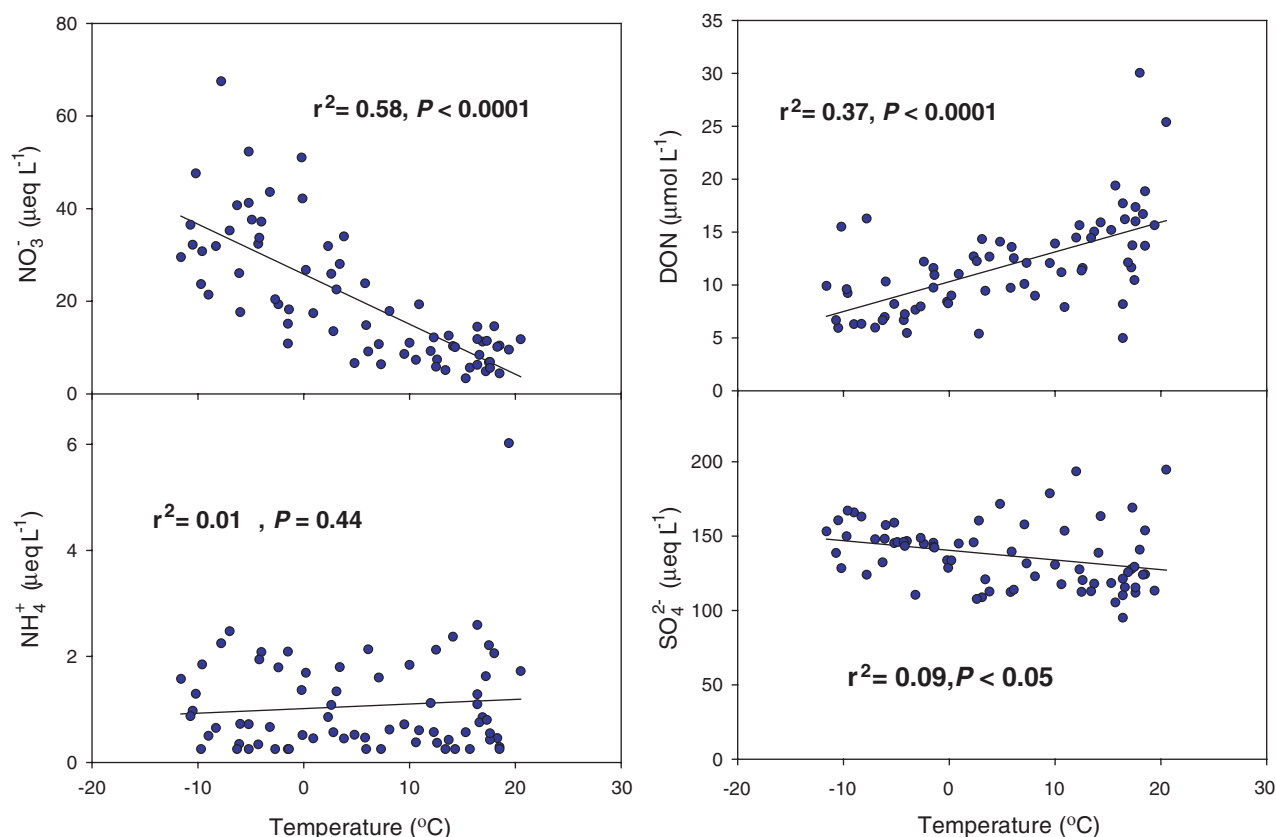 80
60
40
20
0
NO₃⁻ (µeq L⁻¹)
r²= 0.58, P < 0.0001
35
30
25
20
15
10
5
0
DON (µmol L⁻¹)
r²= 0.37, P < 0.0001
6
4
2
0
NH₄⁺ (µeqL⁻¹)
r²= 0.01 , P = 0.44
-20 -10 0 10 20 30
Temperature (ºC)
200
150
100
50
0
SO₄²⁻ (µeq L⁻¹)
r²= 0.09,P < 0.05
-20 -10 0 10 20 30
Temperature (ºC)